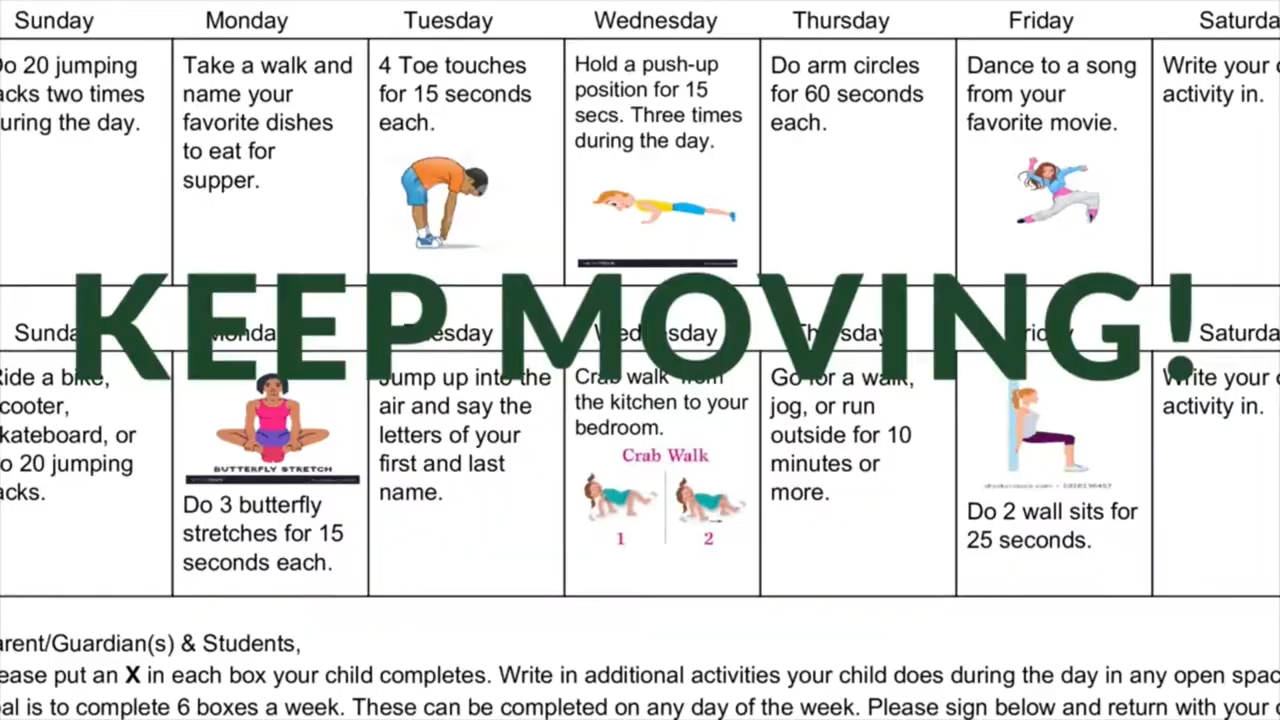 Sunday Monday Tuesday Wednesday Thursday Friday Saturda
o 20 jumping
acks two times
uring the day.
Take a walk and
name your
favorite dishes
to eat for
supper.
4 Toe touches
for 15 seconds
each.
Hold a push-up
position for 15
secs. Three times
during the day.
Do arm circles
for 60 seconds
each.
Dance to a song
from your
favorite movie.
Write your
activity in.
KEEP MOVING!
Sunday Monday Tuesday Wednesday Thursday Friday Saturda
Ride a bike,
cooter,
kateboard, or
o 20 jumping
acks.
BUTTERFLY STRETCH
Do 3 butterfly
stretches for 15
seconds each.
Jump up into the
air and say the
letters of your
first and last
name.
Crab walk from
the kitchen to your
bedroom.
Crab Walk
1 2
Go for a walk,
jog, or run
outside for 10
minutes or
more.
Do 2 wall sits for
25 seconds.
Write your
activity in.
arent/Guardian(s) & Students,
ease put an X in each box your child completes. Write in additional activities your child does during the day in any open spac
al is to complete 6 boxes a week. These can be completed on any day of the week. Please sign below and return with your